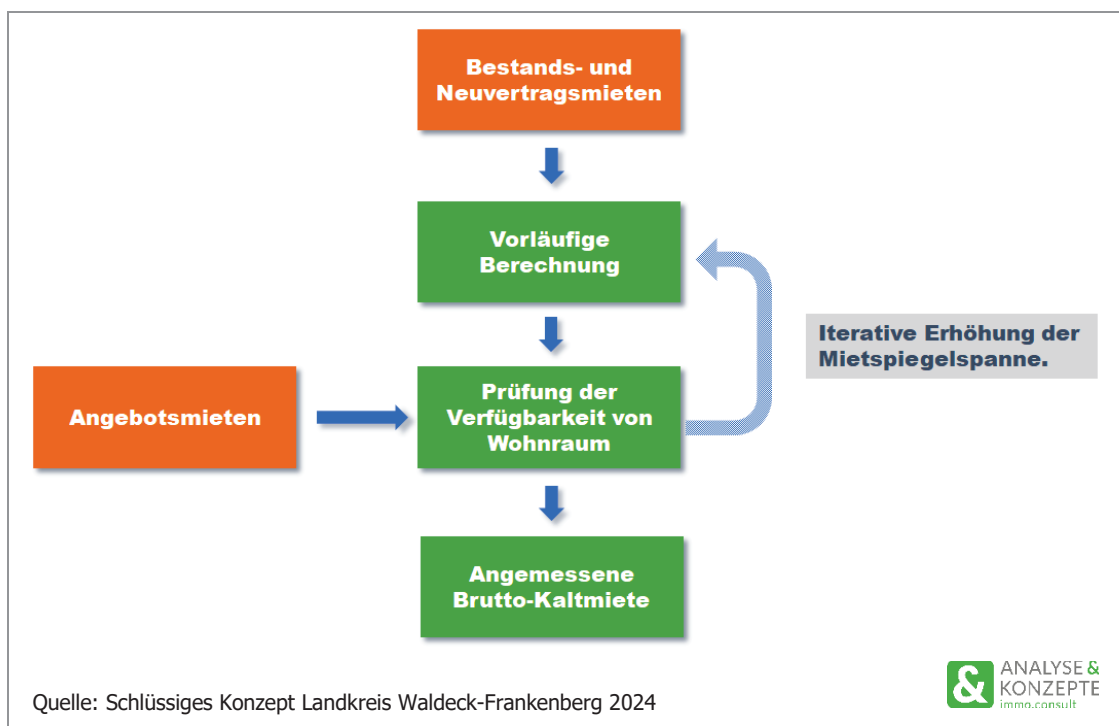 Bestands- und
Neuvertragsmieten
Vorläufige
Berechnung
Iterative Erhöhung der
Mietspiegelspanne.
Angebotsmieten
Prüfung der
Verfügbarkeit von
Wohnraum
Angemessene
Brutto-Kaltmiete
Quelle: Schlüssiges Konzept Landkreis Waldeck-Frankenberg 2024
&
ANALYSE &
KONZEPTE
immo.consult